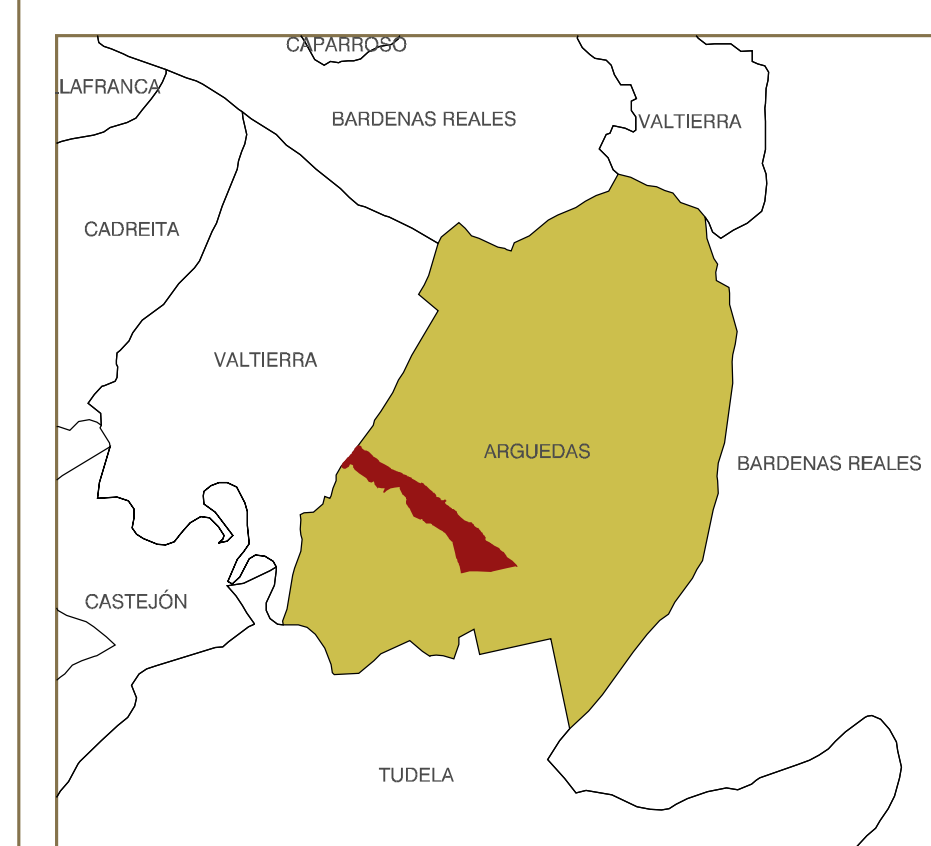 CAPARROSO
LAFRANCA
BARDENAS REALES
VALTIERRA
CADREITA
VALTIERRA
ARGUEDAS
BARDENAS REALES
CASTEJÓN
TUDELA